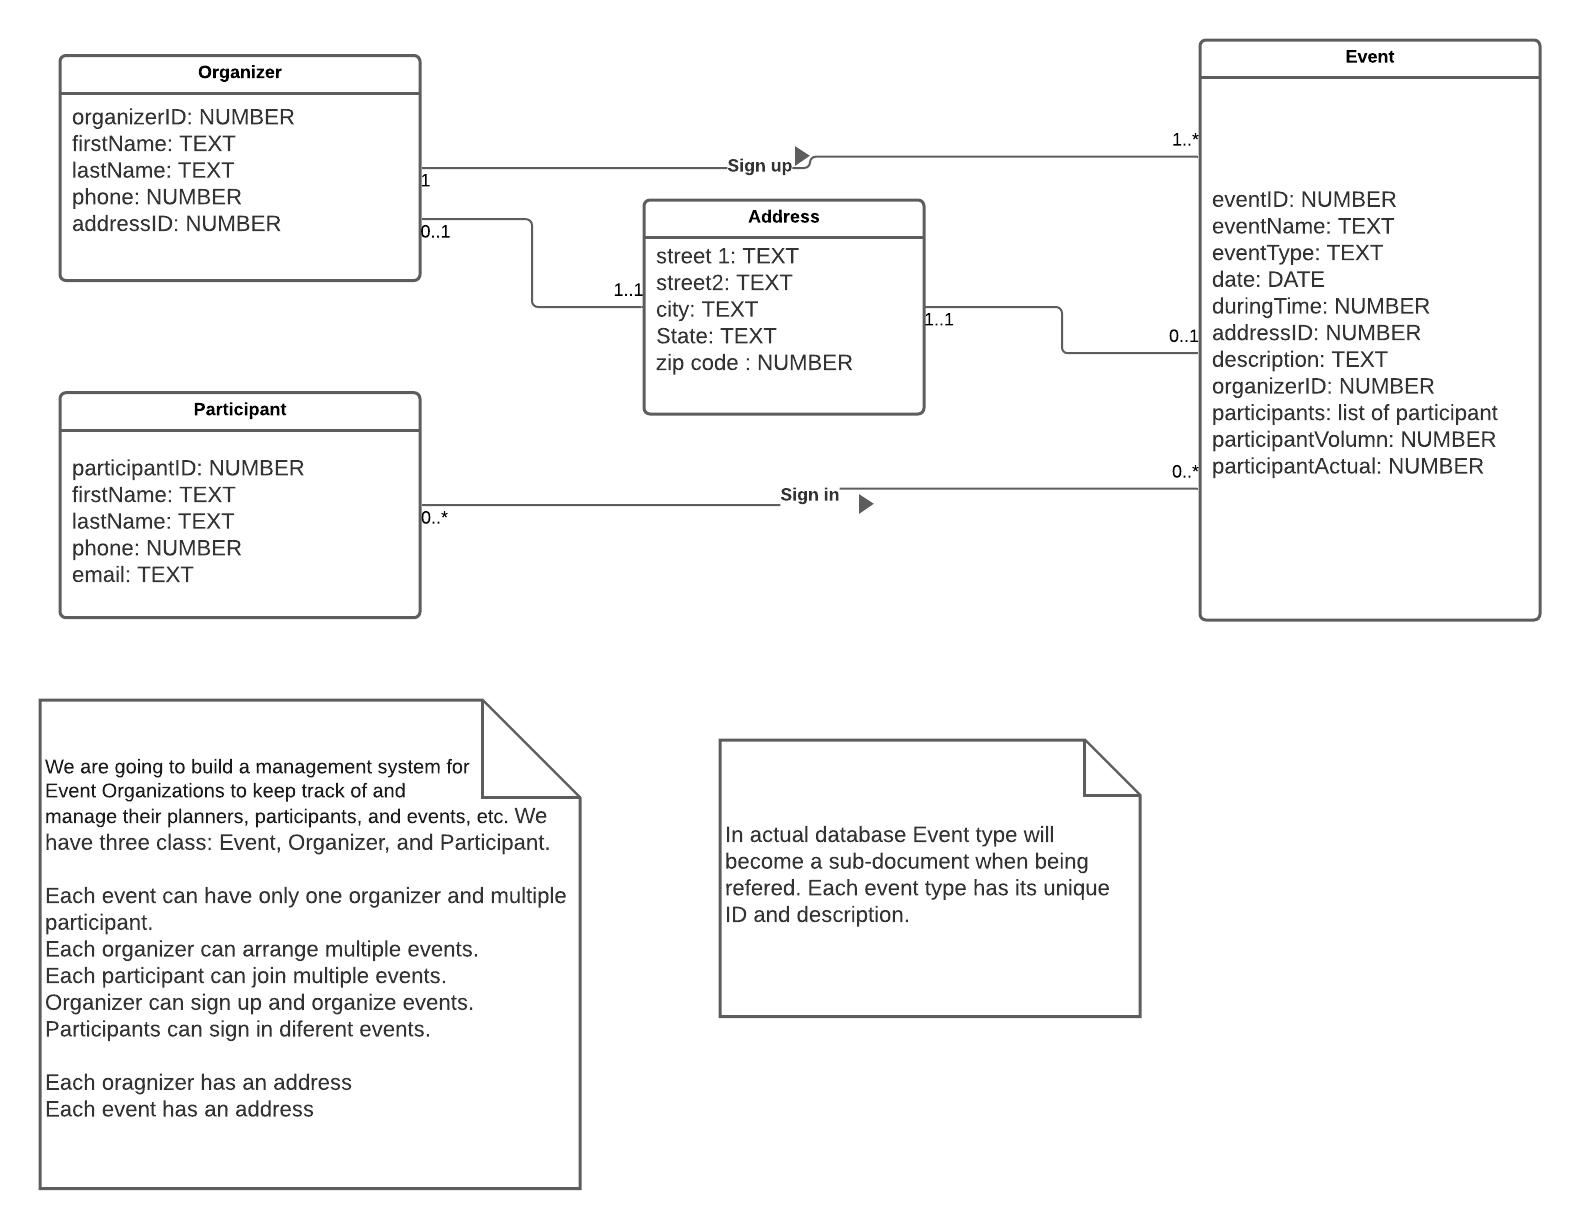 Organizer
organizerID: NUMBER
firstName: TEXT
lastName: TEXT
phone: NUMBER
addressID: NUMBER
1
Sign up
1..*
0..1
1..1
Address
street 1: TEXT
street2: TEXT
city: TEXT
State: TEXT
zip code : NUMBER
1..1
0..1
Event
eventID: NUMBER
eventName: TEXT
eventType: TEXT
date: DATE
duringTime: NUMBER
addressID: NUMBER
description: TEXT
organizerID: NUMBER
participants: list of participant
participantVolumn: NUMBER
participantActual: NUMBER
Participant
participantID: NUMBER
firstName: TEXT
lastName: TEXT
phone: NUMBER
email: TEXT
0..*
Sign in
0..*
We are going to build a management system for
Event Organizations to keep track of and
manage their planners, participants, and events, etc. We
have three class: Event, Organizer, and Participant.
Each event can have only one organizer and multiple
participant.
Each organizer can arrange multiple events.
Each participant can join multiple events.
Organizer can sign up and organize events.
Participants can sign in diferent events.
Each oragnizer has an address
Each event has an address
In actual database Event type will
become a sub-document when being
refered. Each event type has its unique
ID and description.